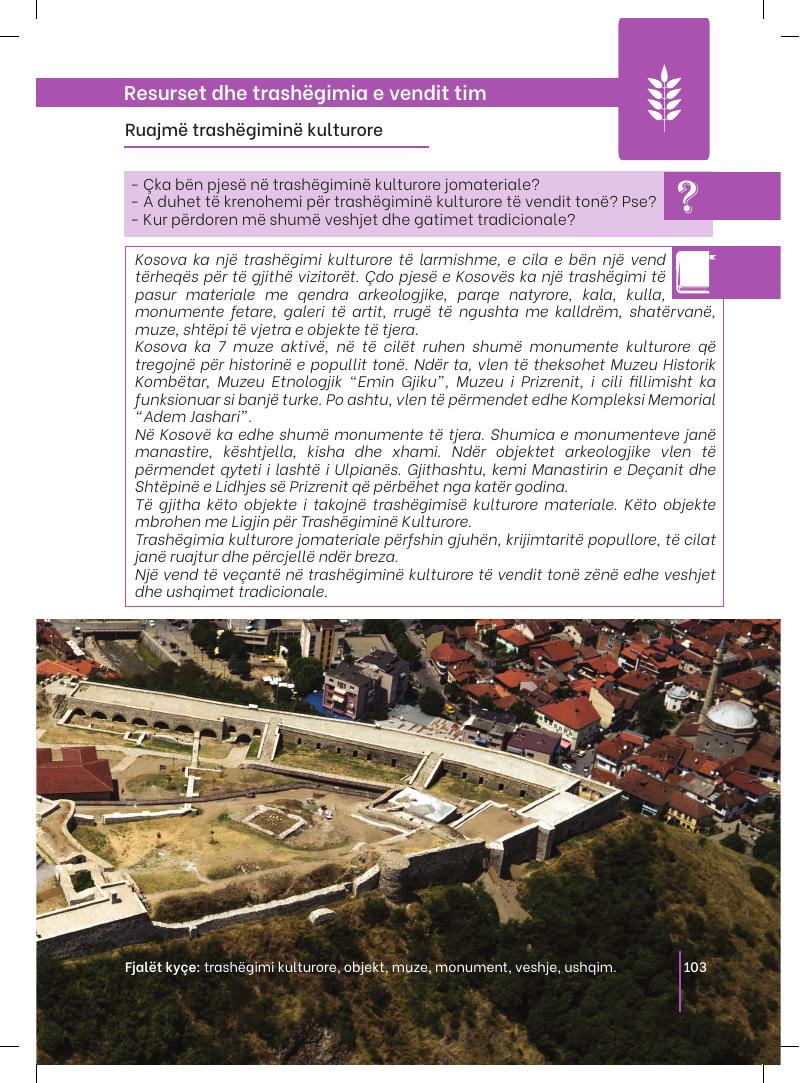 Resurset dhe trashëgimia e vendit tim
Ruajmë trashëgiminë kulturore
- Çka bën pjesë në trashëgiminë kulturore jomateriale?
- A duhet të krenohemi për trashëgiminë kulturore të vendit tonë? Pse?
- Kur përdoren më shumë veshjet dhe gatimet tradicionale?
?
Kosova ka një trashëgimi kulturore të larmishme, e cila e bën një vend
tërheqës për të gjithë vizitorët. Çdo pjesë e Kosovës ka një trashëgimi të
pasur materiale me qendra arkeologjike, parqe natyrore, kala, kulla,
monumente fetare, galeri të artit, rrugë të ngushta me kalldrëm, shatërvanë,
muze, shtëpi të vjetra e objekte të tjera.
Kosova ka 7 muze aktivë, në të cilët ruhen shumë monumente kulturore që
tregojnë për historinë e popullit tonë. Ndër ta, vlen të theksohet Muzeu Historik
Kombëtar, Muzeu Etnologjik “Emin Gjiku”, Muzeu i Prizrenit, i cili fillimisht ka
funksionuar si banjë turke. Po ashtu, vlen të përmendet edhe Kompleksi Memorial
“Adem Jashari”.
Në Kosovë ka edhe shumë monumente të tjera. Shumica e monumenteve janë
manastire, kështjella, kisha dhe xhami. Ndër objektet arkeologjike vlen të
përmendet qyteti i lashtë i Ulpianës. Gjithashtu, kemi Manastirin e Deçanit dhe
Shtëpinë e Lidhjes së Prizrenit që përbëhet nga katër godina.
Të gjitha këto objekte i takojnë trashëgimisë kulturore materiale. Këto objekte
mbrohen me Ligjin për Trashëgiminë Kulturore.
Trashëgimia kulturore jomateriale përfshin gjuhën, krijimtaritë popullore, të cilat
janë ruajtur dhe përcjellë ndër breza.
Një vend të veçantë në trashëgiminë kulturore të vendit tonë zënë edhe veshjet
dhe ushqimet tradicionale.
Fjalët kyçe: trashëgimi kulturore, objekt, muze, monument, veshje, ushqim.
103